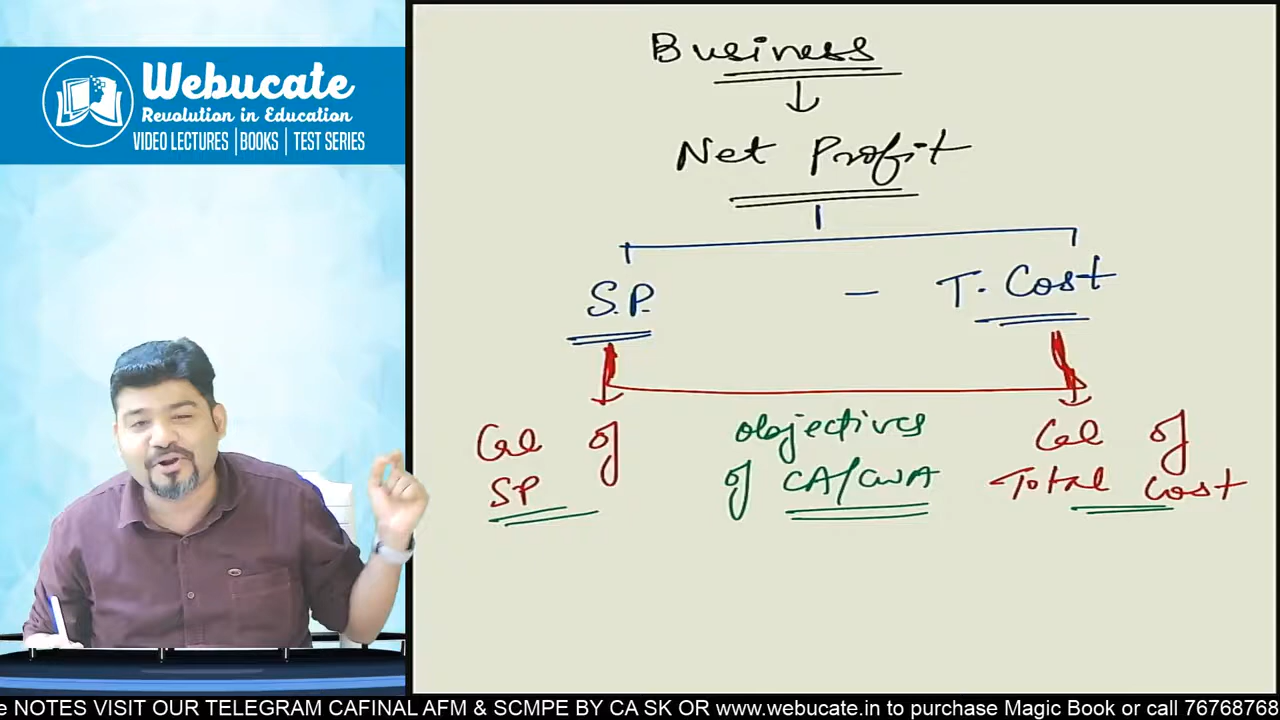 Webucate
Revolution in Education
VIDEO LECTURES | BOOKS | TEST SERIES
Business
Net Profit
S.P. - T. Cost
Cal of SP
objectives of CA/CWA
Cal of Total Cost
e NOTES VISIT OUR TELEGRAM CAFINAL AFM & SCMPE BY CA SK OR www.webucate.in to purchase Magic Book or call 76768768